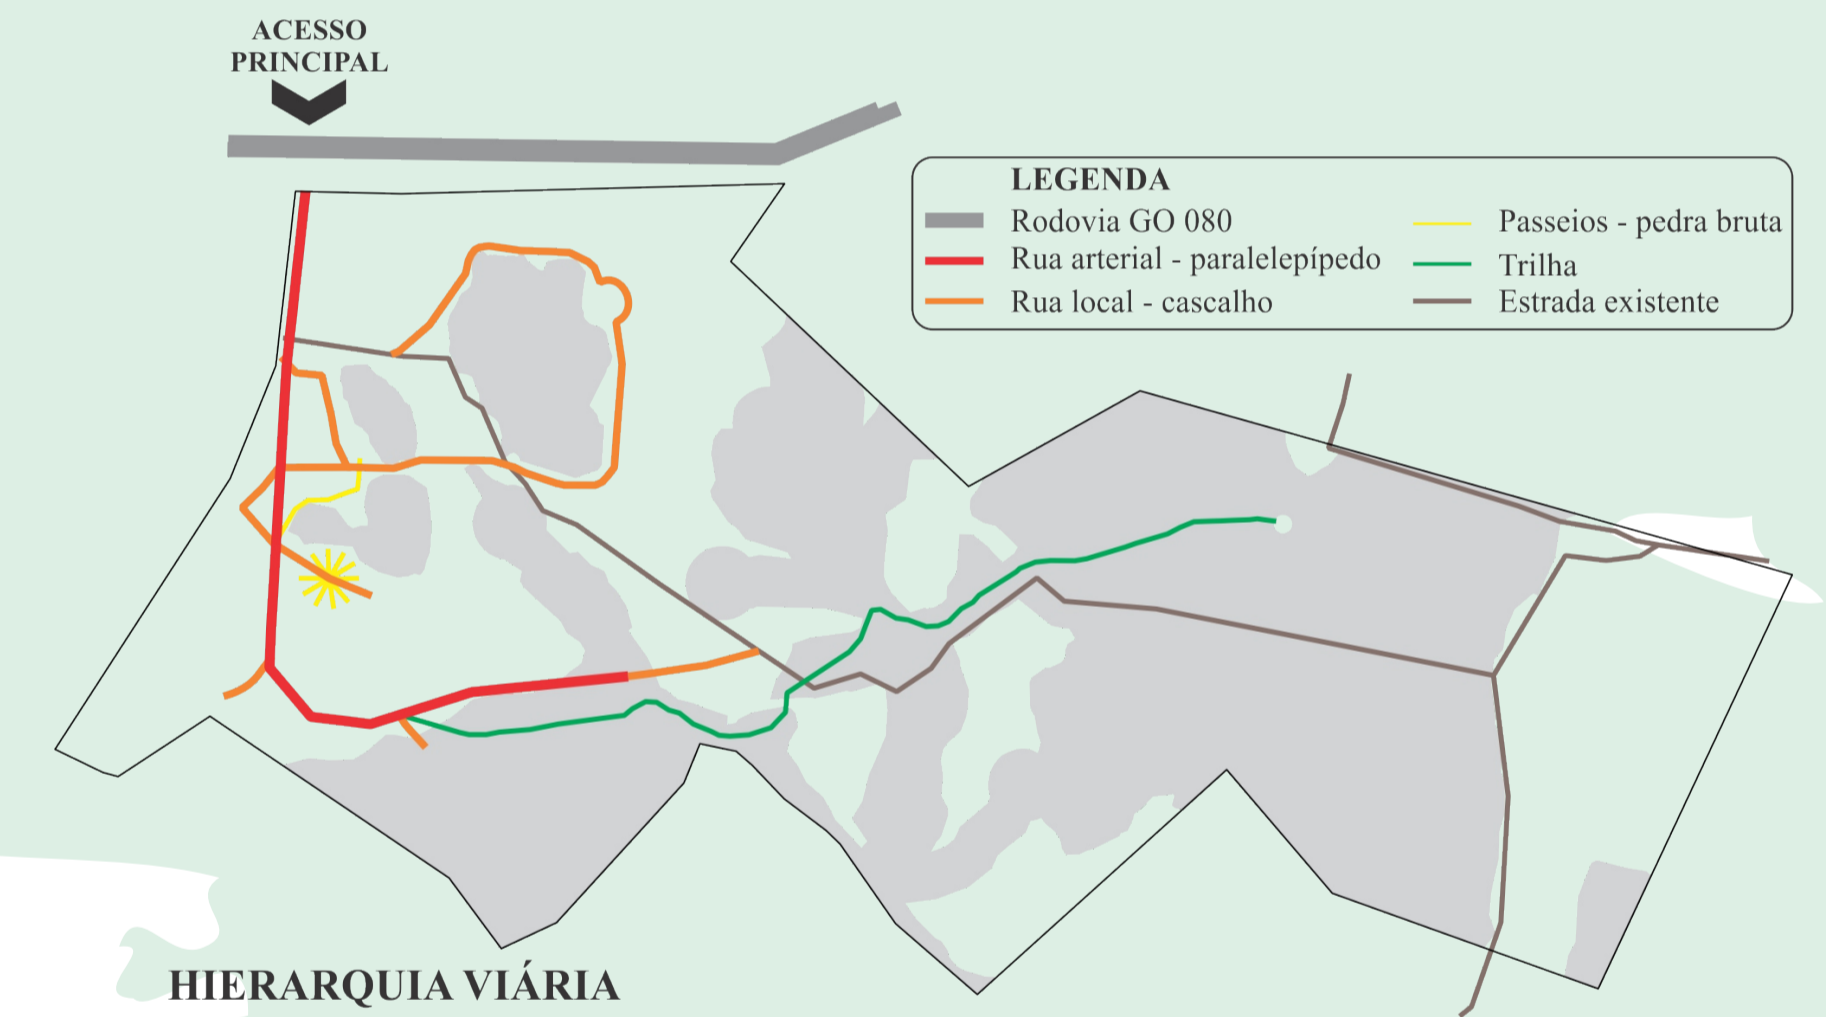 ACESSO
PRINCIPAL
LEGENDA
Rodovia GO 080
Rua arterial - paralelepípedo
Rua local - cascalho
Passeios - pedra bruta
Trilha
Estrada existente
HIERARQUIA VIÁRIA